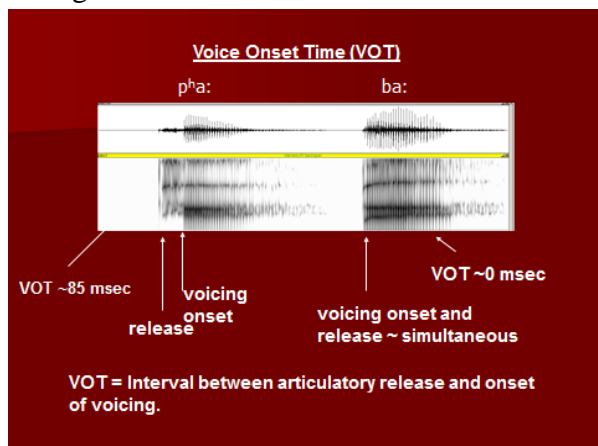 Voice Onset Time (VOT)
pʰa:
ba:
VOT ~85 msec
release
voicing
onset
voicing onset and
release ~ simultaneous
VOT ~0 msec
VOT = Interval between articulatory release and onset
of voicing.